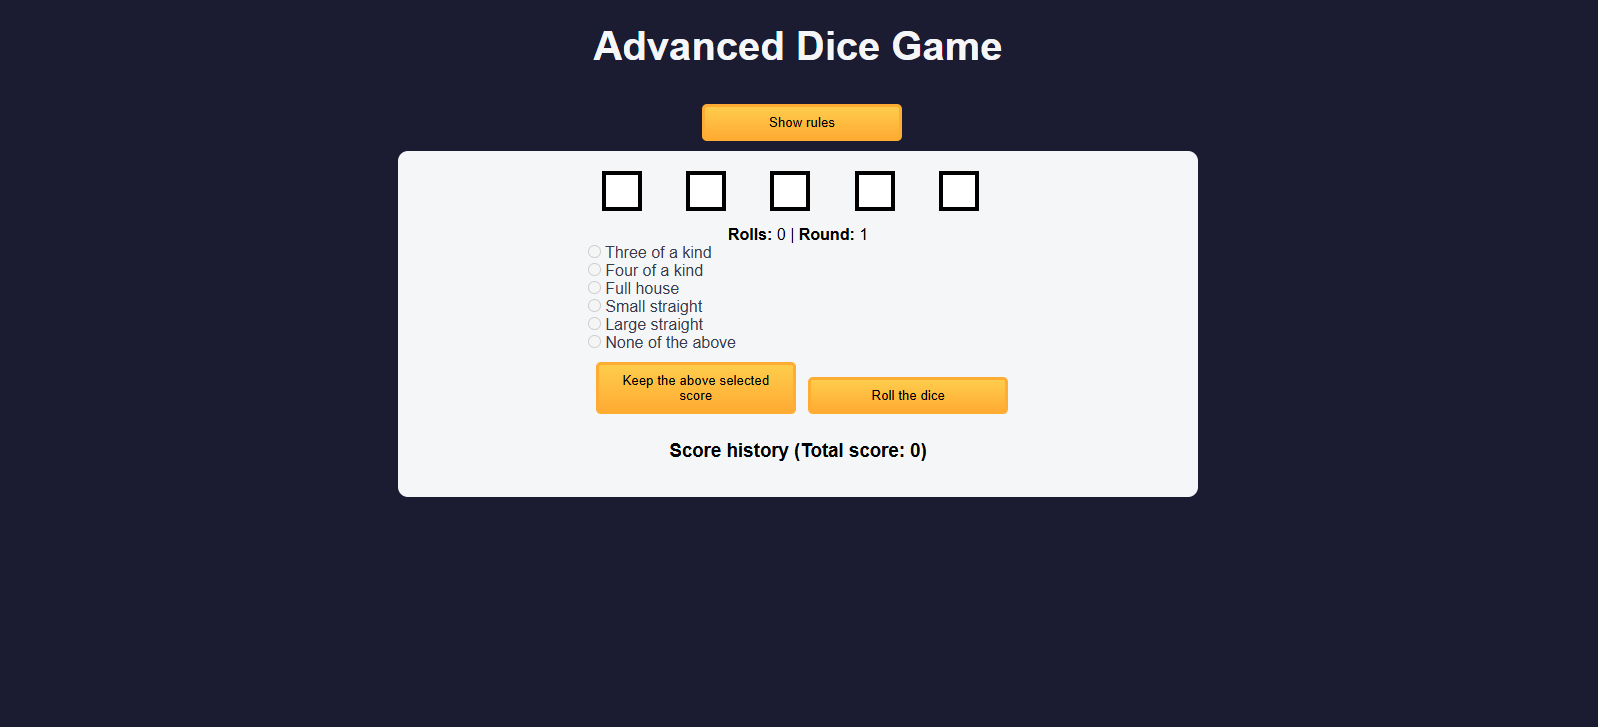 Advanced Dice Game
Show rules
Rolls: 0 | Round: 1
Three of a kind
Four of a kind
Full house
Small straight
Large straight
None of the above
Keep the above selected
score
Roll the dice
Score history (Total score: 0)